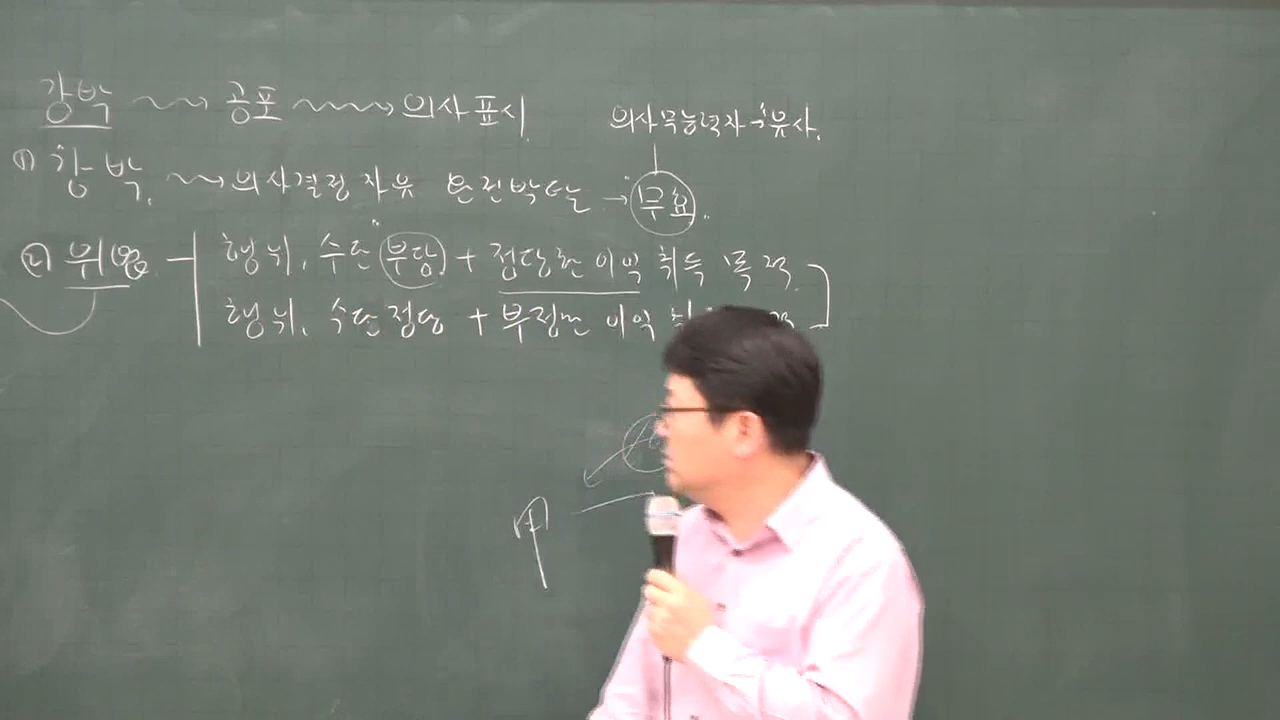 강박 → 공포 → 의사표시.
의사무능력자→유사.
1) 강박. → 의사결정 자유 완전박탈 → 무효.
2) 위법
행위, 수단 부당 + 정당한 이익 취득 목적.
행위, 수단 정당 + 부정한 이익
甲